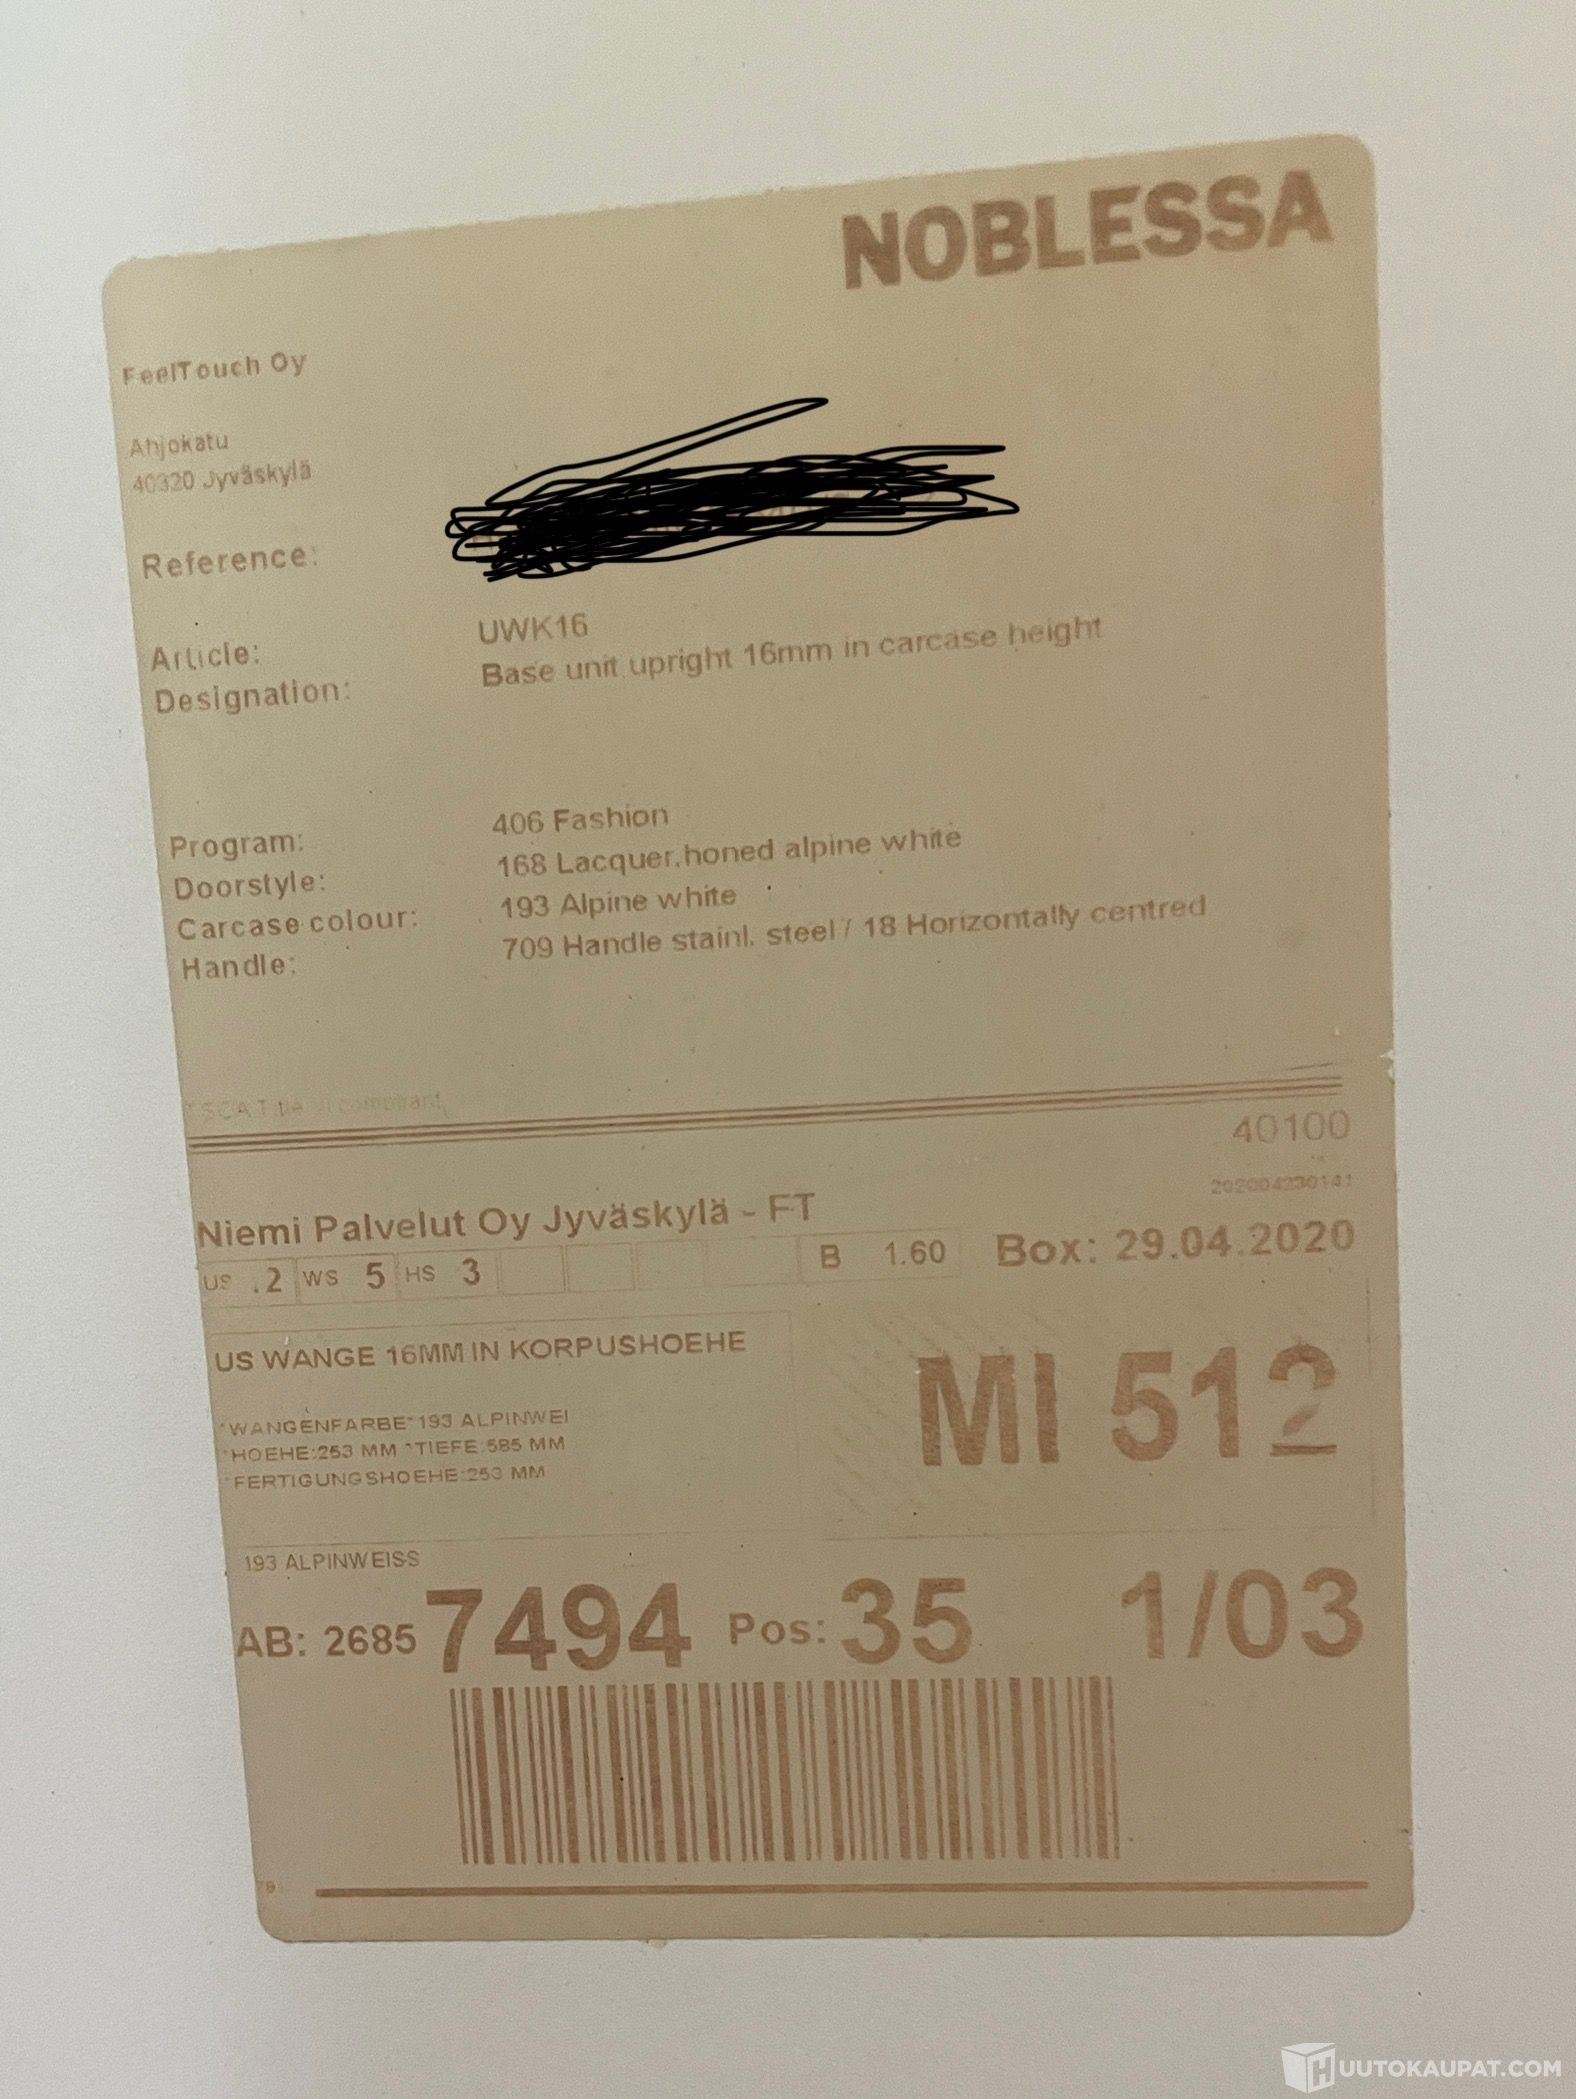 NOBLESSA
FeelTouch Oy
Ahjokatu
40320 Jyväskylä
Reference:
Article: UWK16
Designation: Base unit upright 16mm in carcase height
Program: 406 Fashion
Doorstyle: 168 Lacquer, honed alpine white
Carcase colour: 193 Alpine white
Handle: 709 Handle stainl. steel / 18 Horizontally centred
40100
Niemi Palvelut Oy Jyväskylä - FT
US 2 WS 5 HS 3 B 1.60 Box: 29.04.2020
US WANGE 16MM IN KORPUSHOEHE
MI 512
*WANGENFARBE*193 ALPINWEI
*HOEHE:253 MM *TIEFE:585 MM
*FERTIGUNGSHOEHE:253 MM
193 ALPINWEISS
AB: 2685 7494 Pos: 35 1/03
HUUTOKAUPAT.COM